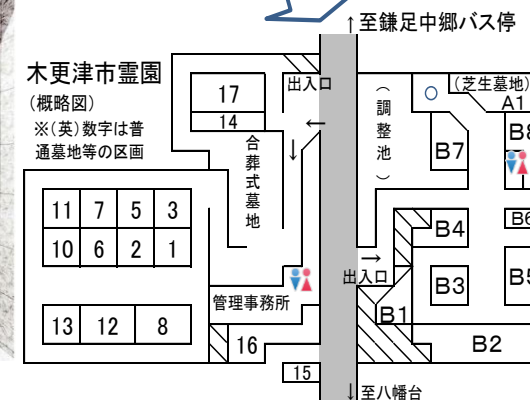 ↑至鎌足中郷バス停
木更津市霊園
(概略図)
※(英)数字は普
通墓地等の区画
17
14
出入口
←
↓
合葬式墓地
(調整池)
○
(芝生墓地)
A1
B7
B8
B6
B4
B3
B5
B1
B2
→
出入口
11 7 5 3
10 6 2 1
13 12 8
管理事務所
16
15
↓至八幡台